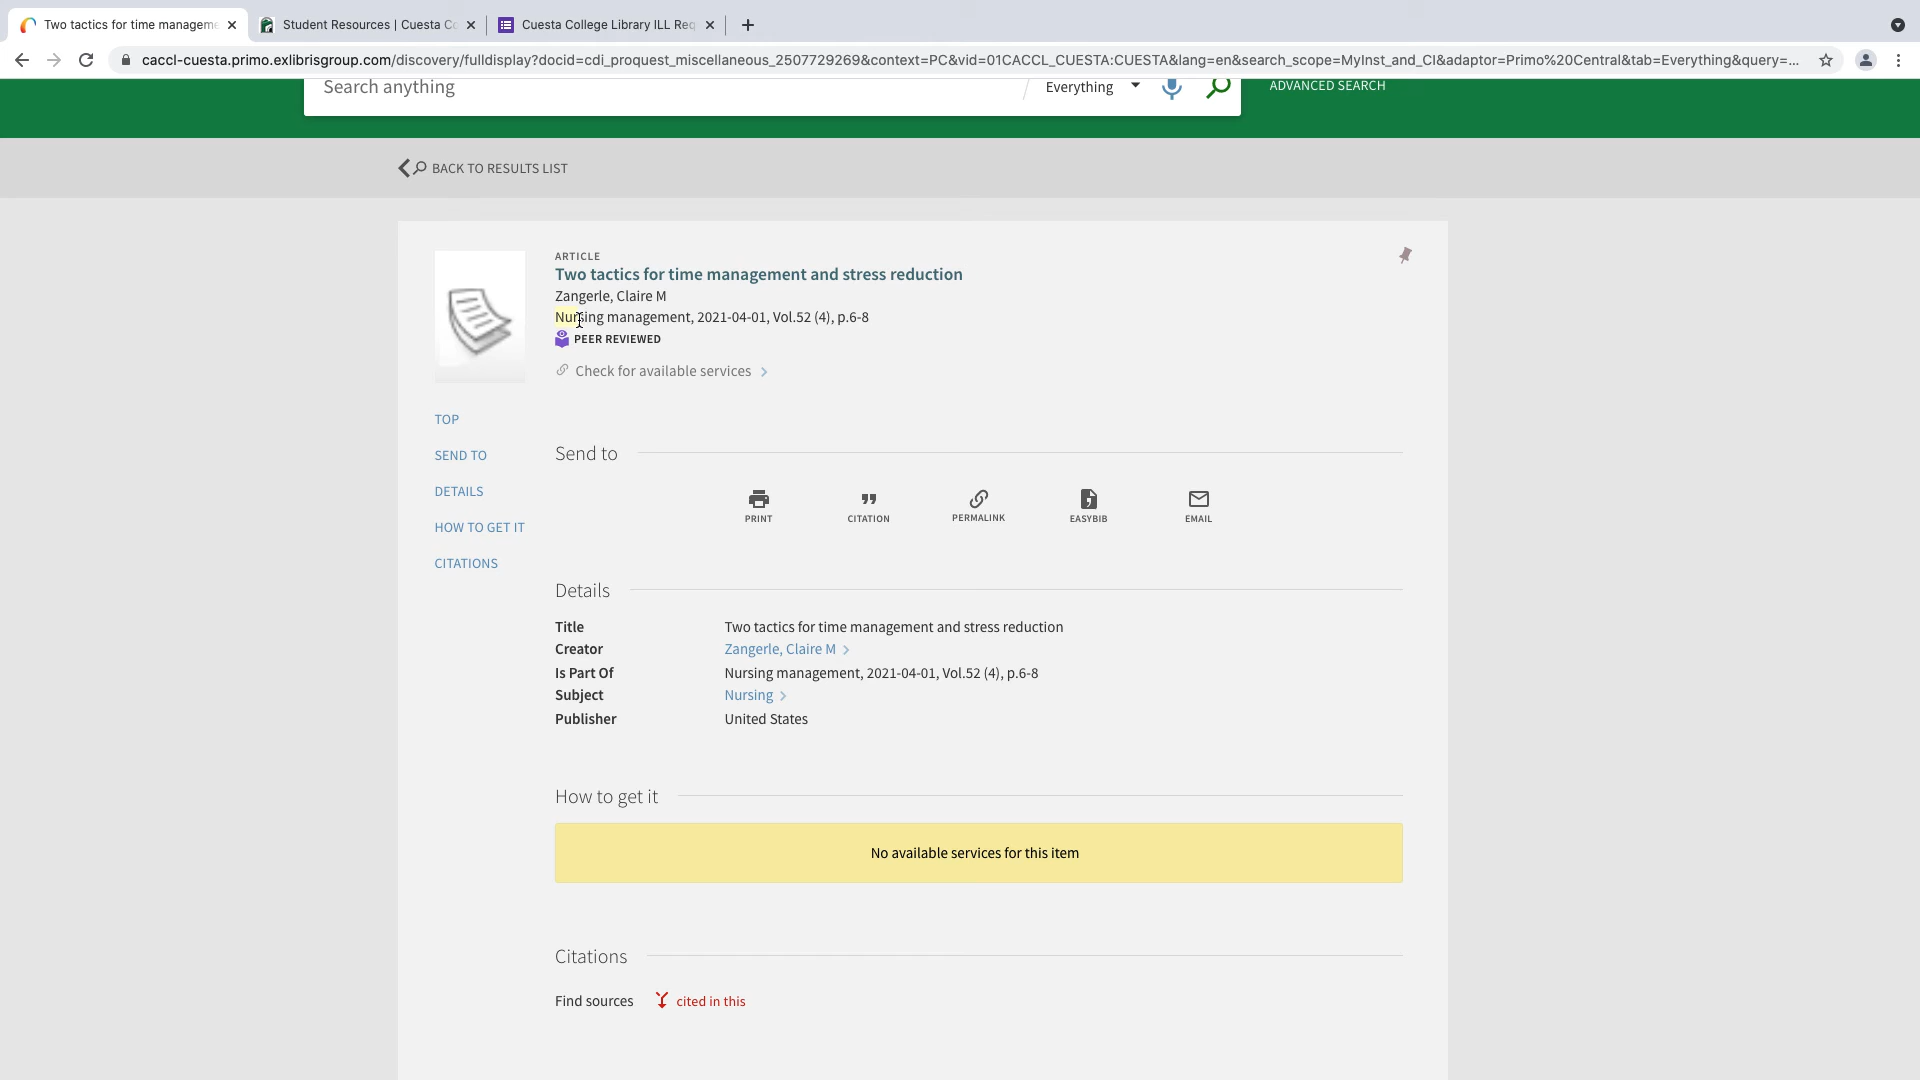 Two tactics for time manageme
Student Resources | Cuesta Co
Cuesta College Library ILL Req
caccl-cuesta.primo.exlibrisgroup.com/discovery/fulldisplay?docid=cdi_proquest_miscellaneous_2507729269&context=PC&vid=01CACCL_CUESTA:CUESTA&lang=en&search_scope=MyInst_and_CI&adaptor=Primo%20Central&tab=Everything&query=...
Search anything
Everything
ADVANCED SEARCH
BACK TO RESULTS LIST
ARTICLE
Two tactics for time management and stress reduction
Zangerle, Claire M
Nursing management, 2021-04-01, Vol.52 (4), p.6-8
PEER REVIEWED
Check for available services
TOP
SEND TO
DETAILS
HOW TO GET IT
CITATIONS
Send to
PRINT
CITATION
PERMALINK
EASYBIB
EMAIL
Details
Title Two tactics for time management and stress reduction
Creator Zangerle, Claire M
Is Part Of Nursing management, 2021-04-01, Vol.52 (4), p.6-8
Subject Nursing
Publisher United States
How to get it
No available services for this item
Citations
Find sources cited in this